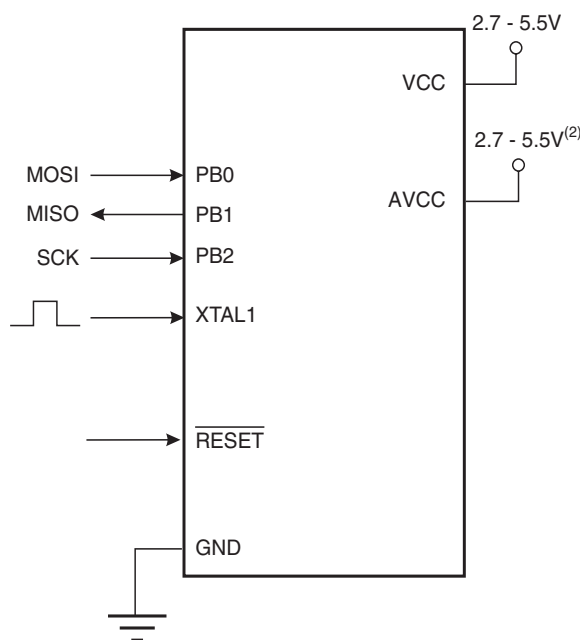 2.7 - 5.5V
VCC
2.7 - 5.5V(2)
AVCC
MOSI PB0
MISO PB1
SCK PB2
XTAL1
RESET
GND